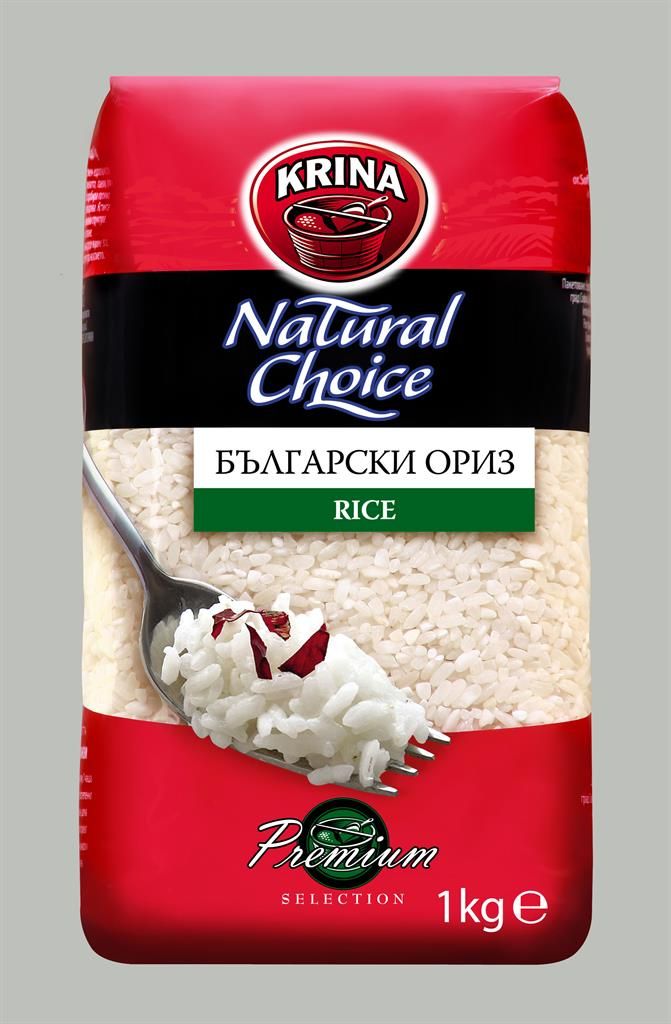 KRINA
Natural
Choice
БЪЛГАРСКИ ОРИЗ
RICE
Premium
SELECTION
1kg ℮